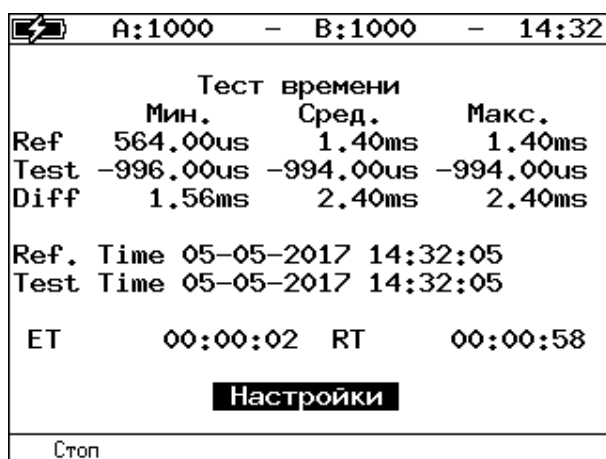 A:1000 – B:1000 – 14:32
Тест времени
Мин. Сред. Макс.
Ref 564.00us 1.40ms 1.40ms
Test -996.00us -994.00us -994.00us
Diff 1.56ms 2.40ms 2.40ms
Ref. Time 05-05-2017 14:32:05
Test Time 05-05-2017 14:32:05
ET 00:00:02 RT 00:00:58
Настройки
Стоп